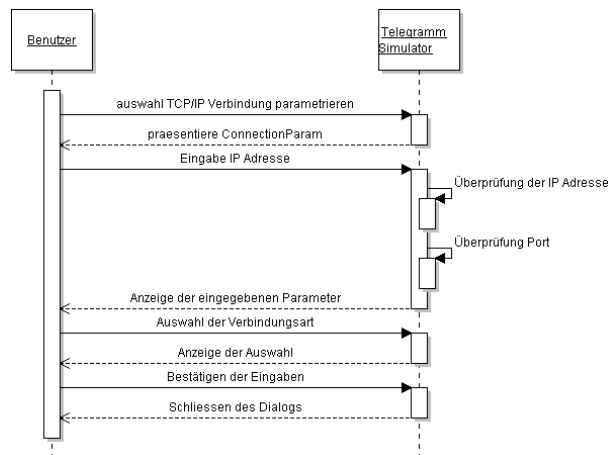 Benutzer
Telegramm
Simulator
auswahl TCP/IP Verbindung parametrieren
praesentiere ConnectionParam
Eingabe IP Adresse
Überprüfung der IP Adresse
Überprüfung Port
Anzeige der eingegebenen Parameter
Auswahl der Verbindungsart
Anzeige der Auswahl
Bestätigen der Eingaben
Schliessen des Dialogs